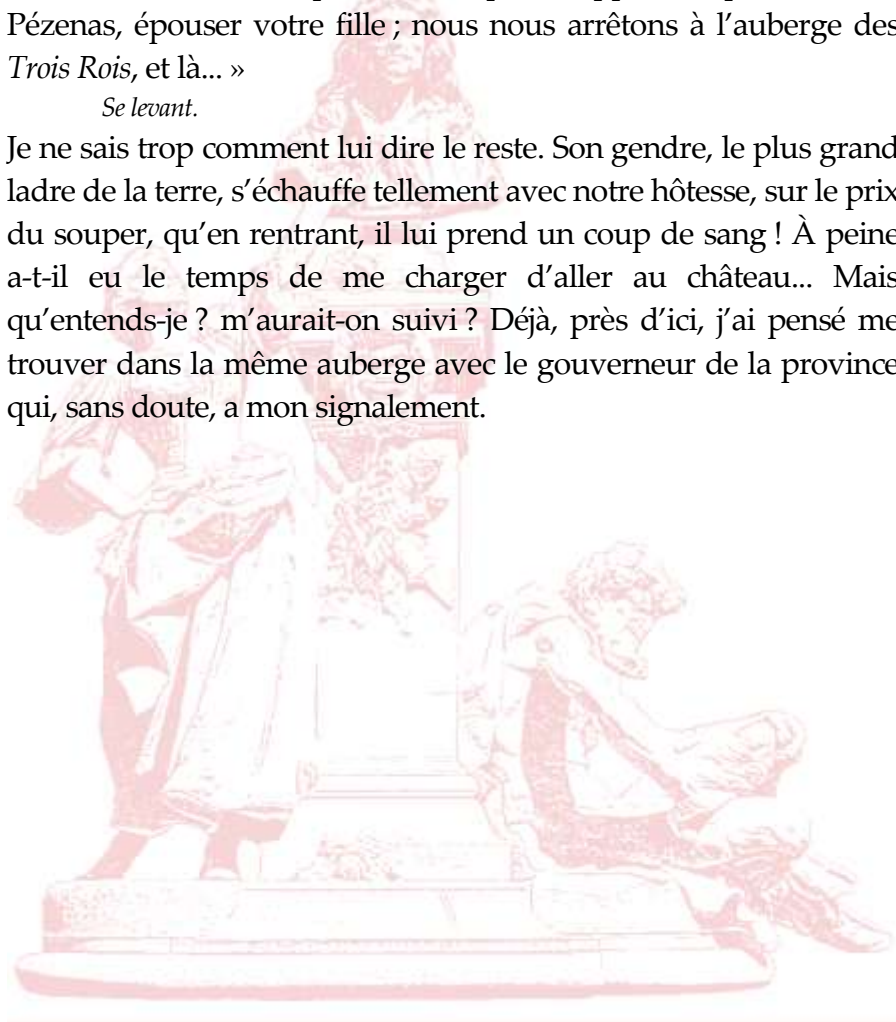 Pézenas, épouser votre fille ; nous nous arrêtons à l’auberge des
Trois Rois, et là... »
Se levant.
Je ne sais trop comment lui dire le reste. Son gendre, le plus grand
ladre de la terre, s’échauffe tellement avec notre hôtesse, sur le prix
du souper, qu’en rentrant, il lui prend un coup de sang ! À peine
a-t-il eu le temps de me charger d’aller au château... Mais
qu’entends-je ? m’aurait-on suivi ? Déjà, près d’ici, j’ai pensé me
trouver dans la même auberge avec le gouverneur de la province
qui, sans doute, a mon signalement.